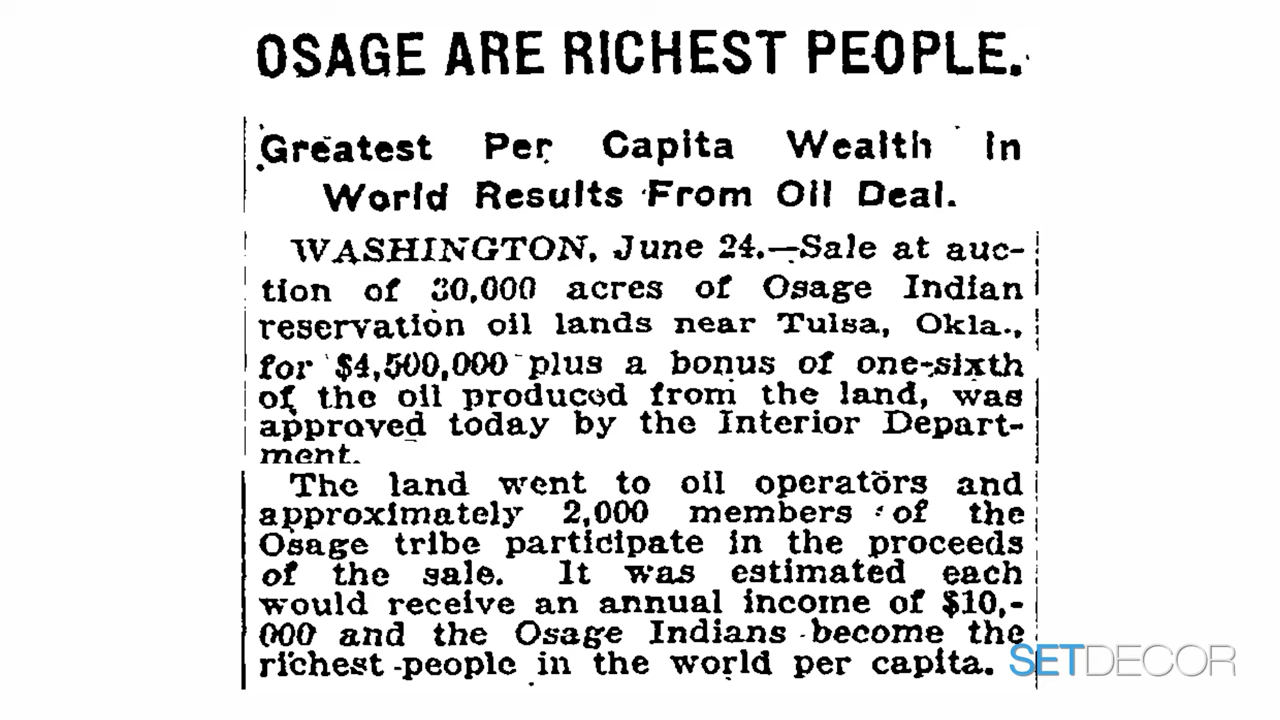 OSAGE ARE RICHEST PEOPLE.
Greatest Per Capita Wealth in
World Results From Oil Deal.
WASHINGTON, June 24.—Sale at auc-
tion of 30,000 acres of Osage Indian
reservation oil lands near Tulsa, Okla.,
for $4,500,000 plus a bonus of one-sixth
of the oil produced from the land, was
approved today by the Interior Depart-
ment.
The land went to oil operators and
approximately 2,000 members of the
Osage tribe participate in the proceeds
of the sale. It was estimated each
would receive an annual income of $10,-
000 and the Osage Indians become the
richest people in the world per capita.
SETDECOR